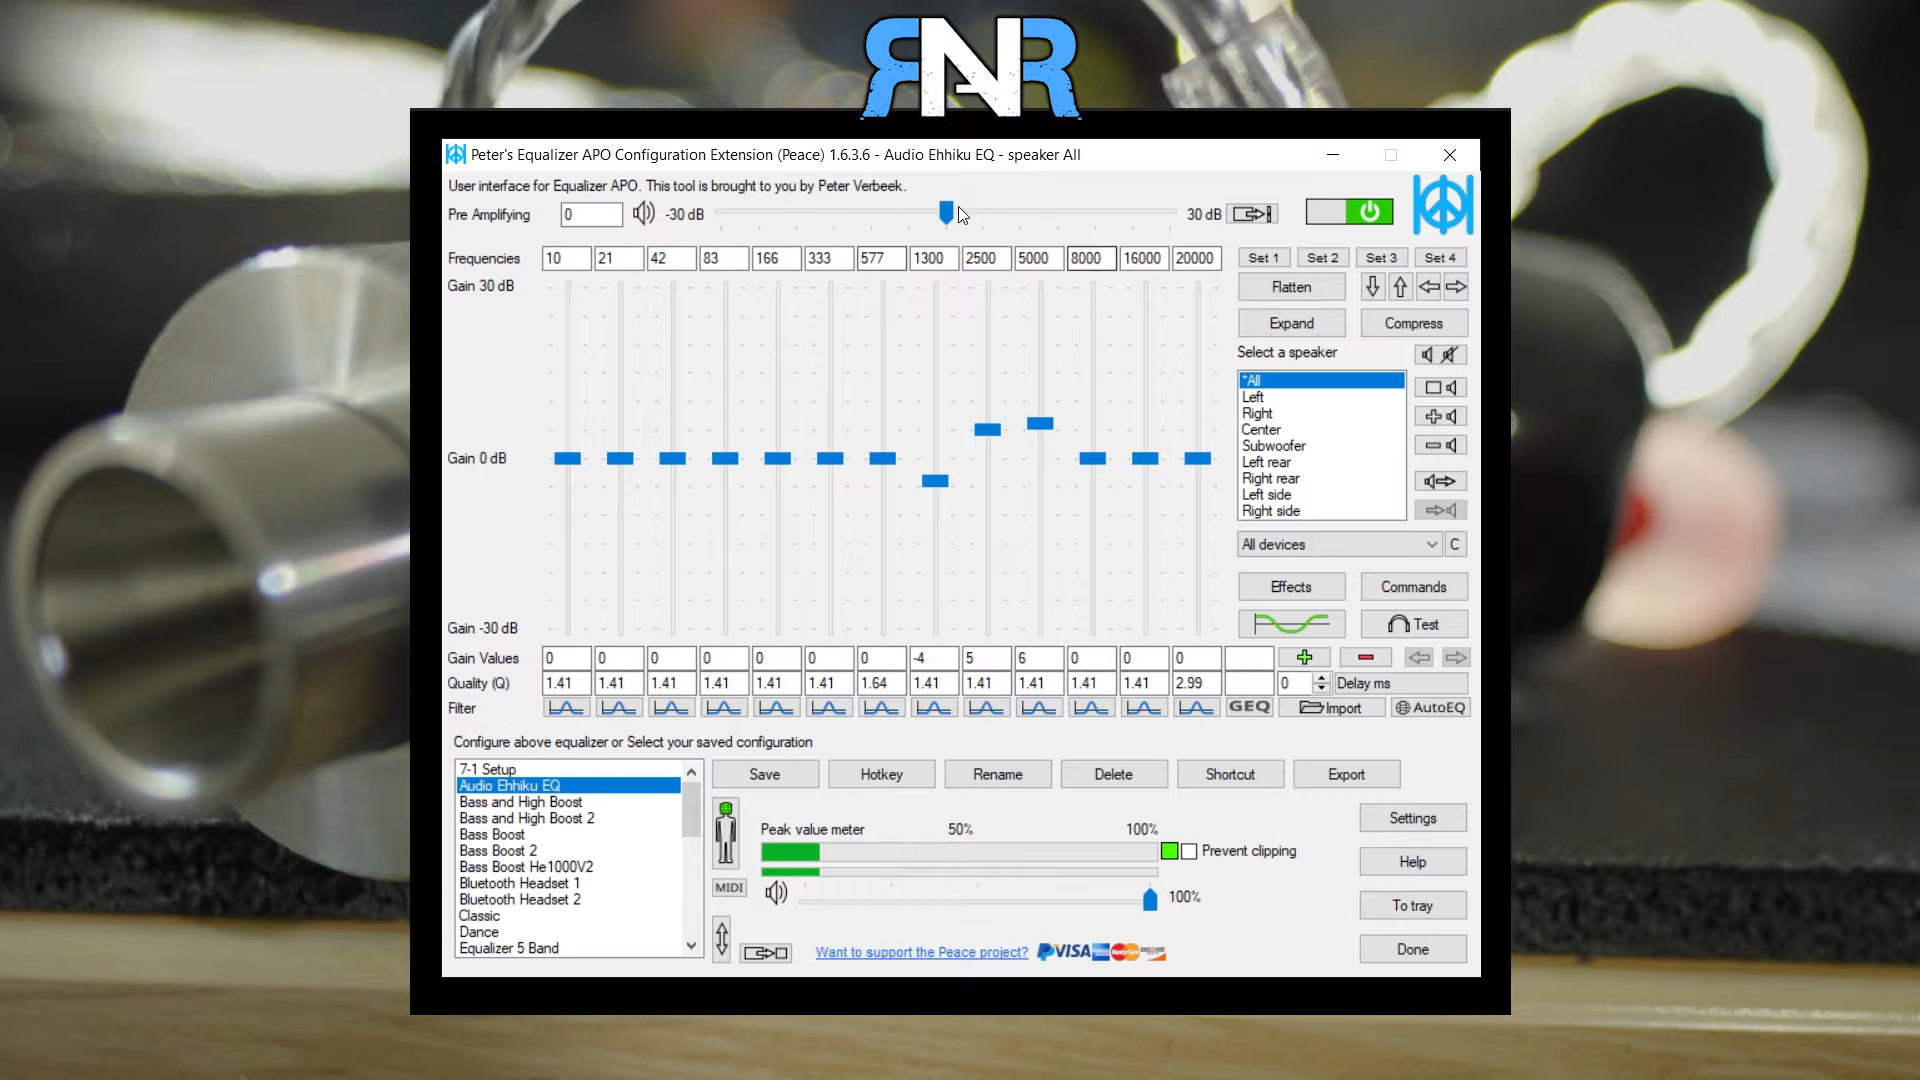 RNR
Peter's Equalizer APO Configuration Extension (Peace) 1.6.3.6 - Audio Ehhiku EQ - speaker All
User interface for Equalizer APO. This tool is brought to you by Peter Verbeek.
Pre Amplifying 0 -30 dB 30 dB
Frequencies 10 21 42 83 166 333 577 1300 2500 5000 8000 16000 20000 Set 1 Set 2 Set 3 Set 4
Gain 30 dB Flatten
Expand Compress
Select a speaker
*All
Left
Right
Center
Subwoofer
Gain 0 dB
Left rear
Right rear
Left side
Right side
All devices C
Effects Commands
Gain -30 dB Test
Gain Values 0 0 0 0 0 0 0 -4 5 6 0 0 0
Quality (Q) 1.41 1.41 1.41 1.41 1.41 1.41 1.64 1.41 1.41 1.41 1.41 1.41 2.99 0 Delay ms
Filter GEQ Import AutoEQ
Configure above equalizer or Select your saved configuration
7-1 Setup
Audio Ehhiku EQ
Bass and High Boost
Bass and High Boost 2
Bass Boost
Bass Boost 2
Bass Boost He1000V2
Bluetooth Headset 1
Bluetooth Headset 2
Classic
Dance
Equalizer 5 Band
Save Hotkey Rename Delete Shortcut Export
Peak value meter 50% 100%
Prevent clipping
MIDI
100%
Want to support the Peace project? VISA MasterCard DISCOVER
Settings
Help
To tray
Done